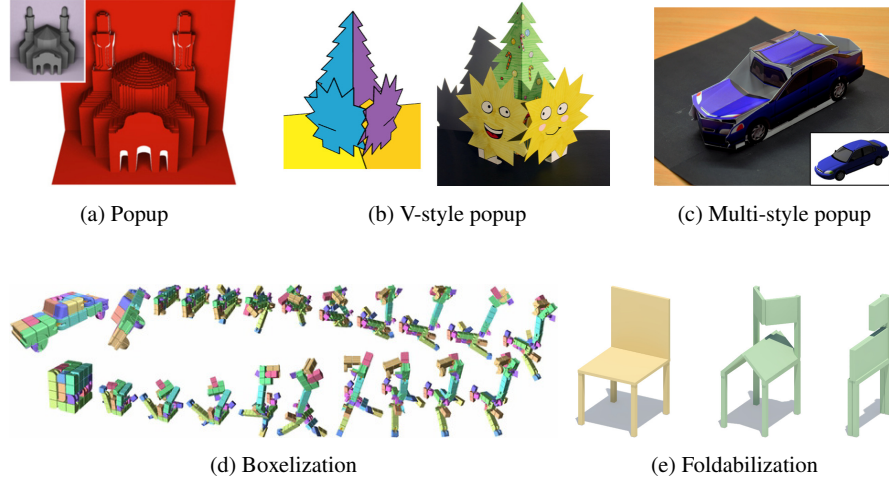 (a) Popup
(b) V-style popup
(c) Multi-style popup
(d) Boxelization
(e) Foldabilization